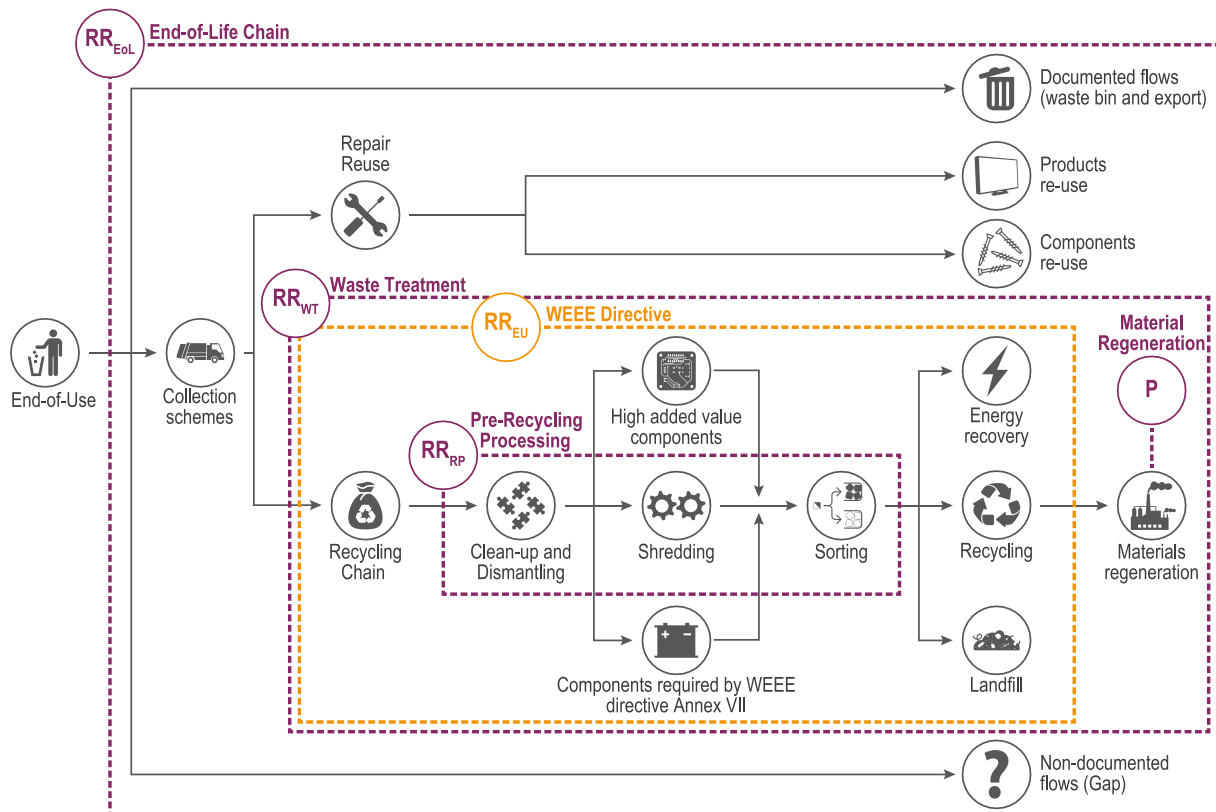 RR EoL
End-of-Life Chain
Documented flows
(waste bin and export)
Repair
Reuse
Products
re-use
Components
re-use
RR WT
Waste Treatment
RR EU
WEEE Directive
Material
Regeneration
P
End-of-Use
Collection
schemes
High added value
components
Energy
recovery
RR RP
Pre-Recycling
Processing
Recycling
Chain
Clean-up and
Dismantling
Shredding
Sorting
Recycling
Materials
regeneration
Components required by WEEE
directive Annex VII
Landfill
Non-documented
flows (Gap)